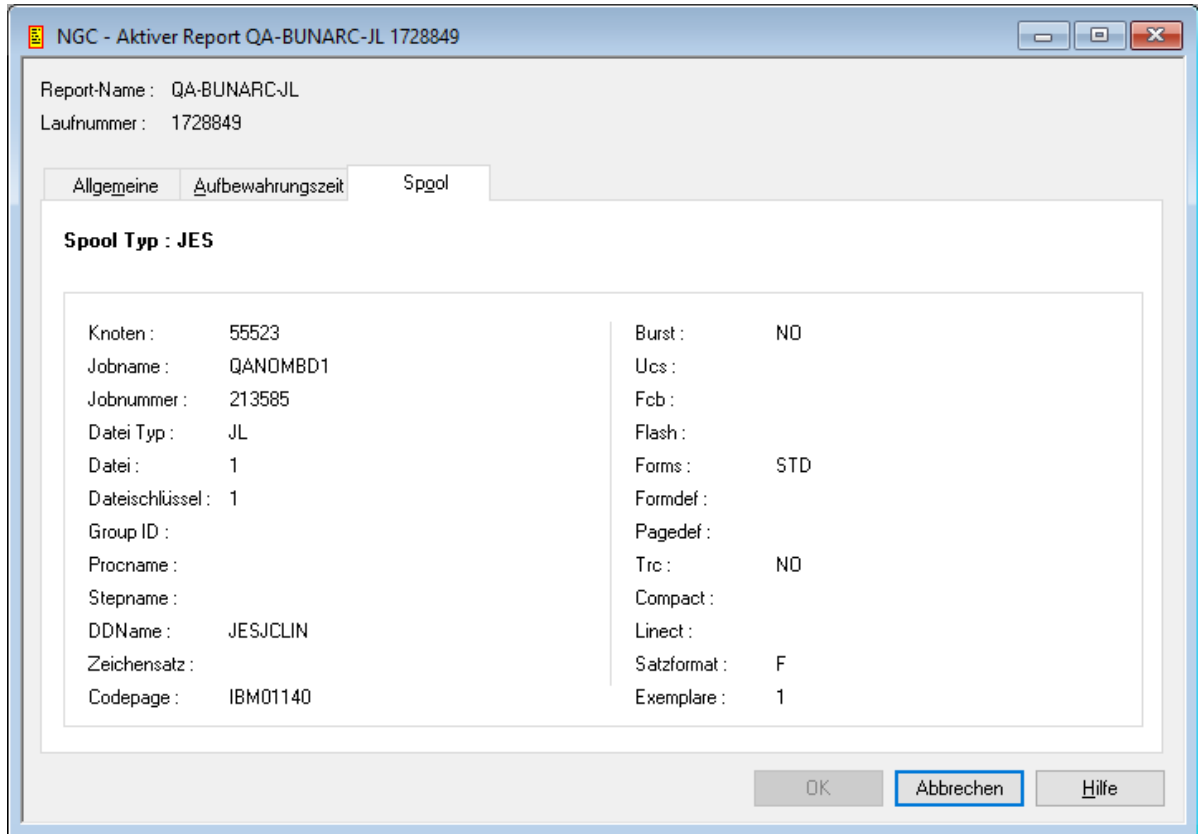 NGC - Aktiver Report QA-BUNARC-JL 1728849
Report-Name : QA-BUNARC-JL
Laufnummer : 1728849
Allgemeine Aufbewahrungszeit Spool
Spool Typ : JES
Knoten : 55523
Jobname : QANOMBD1
Jobnummer : 213585
Datei Typ : JL
Datei : 1
Dateischlüssel : 1
Group ID :
Procname :
Stepname :
DDName : JESJCLIN
Zeichensatz :
Codepage : IBM01140
Burst : NO
Ucs :
Fcb :
Flash :
Forms : STD
Formdef :
Pagedef :
Trc : NO
Compact :
Linect :
Satzformat : F
Exemplare : 1
OK Abbrechen Hilfe